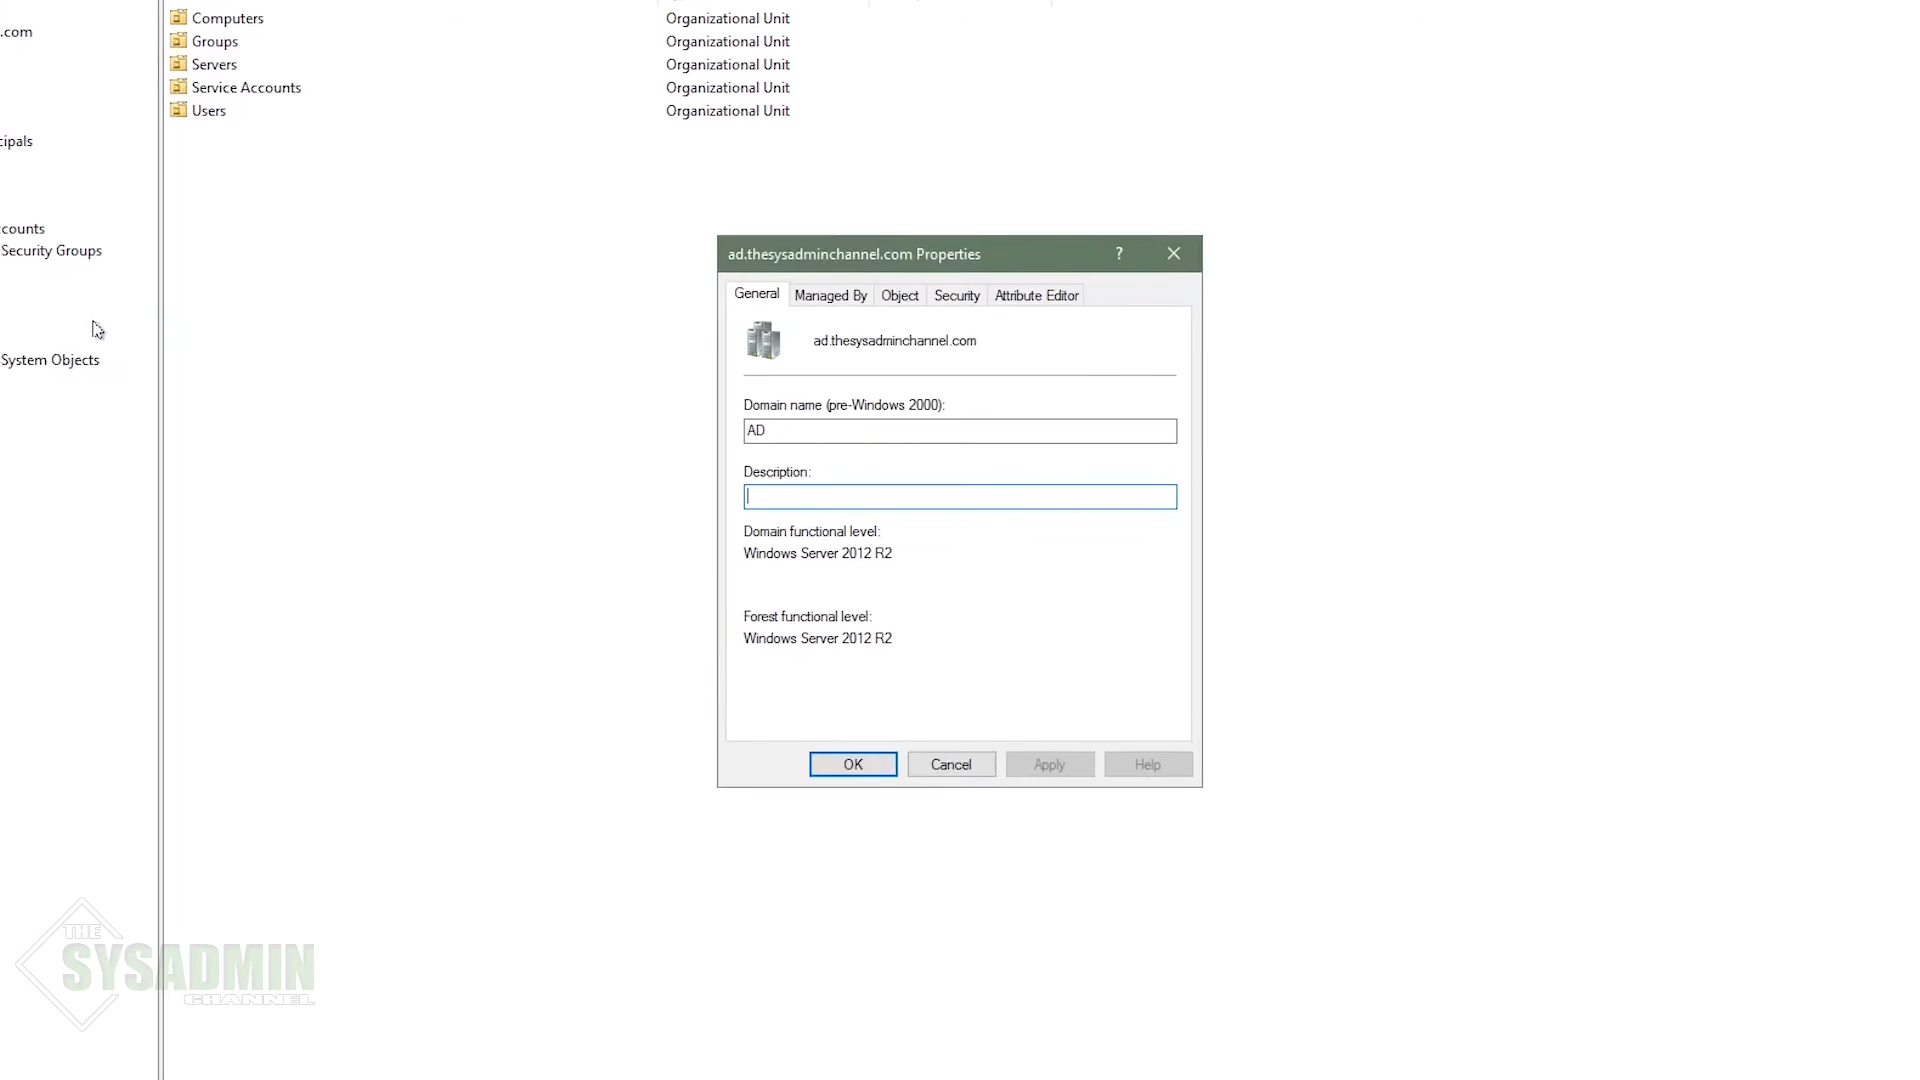 Computers Organizational Unit
.com
Groups Organizational Unit
Servers Organizational Unit
Service Accounts Organizational Unit
Users Organizational Unit
cipals
counts
Security Groups
System Objects
ad.thesysadminchannel.com Properties ?
General Managed By Object Security Attribute Editor
ad.thesysadminchannel.com
Domain name (pre-Windows 2000):
AD
Description:
Domain functional level:
Windows Server 2012 R2
Forest functional level:
Windows Server 2012 R2
OK Cancel Apply Help
THE
SYSADMIN
CHANNEL